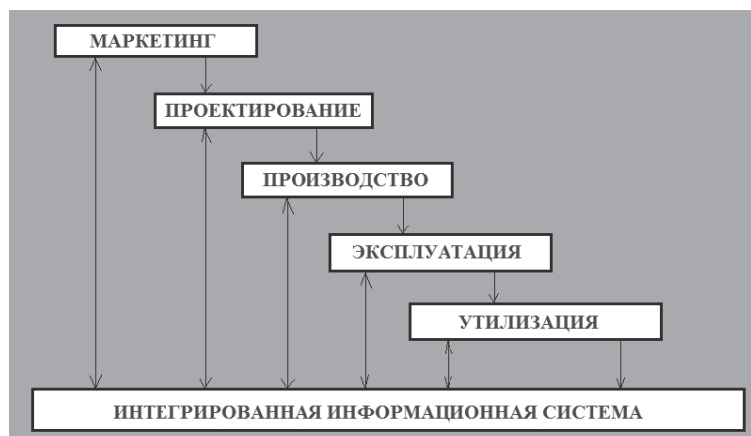 МАРКЕТИНГ
ПРОЕКТИРОВАНИЕ
ПРОИЗВОДСТВО
ЭКСПЛУАТАЦИЯ
УТИЛИЗАЦИЯ
ИНТЕГРИРОВАННАЯ ИНФОРМАЦИОННАЯ СИСТЕМА